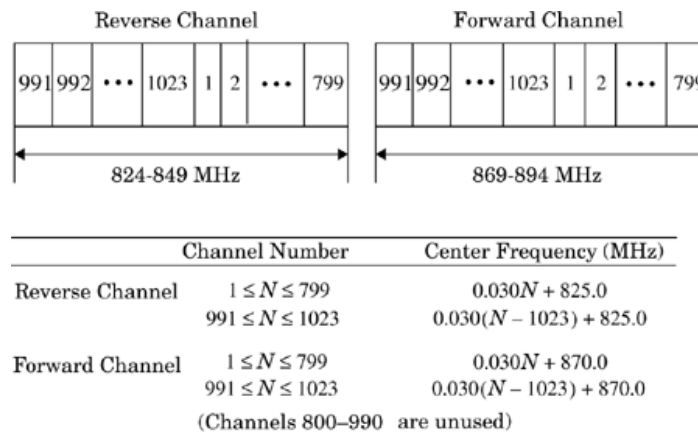 Reverse Channel Forward Channel
991 992 ••• 1023 1 2 ••• 799 991 992 ••• 1023 1 2 ••• 799
824-849 MHz 869-894 MHz
Channel Number Center Frequency (MHz)
Reverse Channel 1 ≤ N ≤ 799 0.030N + 825.0
991 ≤ N ≤ 1023 0.030(N − 1023) + 825.0
Forward Channel 1 ≤ N ≤ 799 0.030N + 870.0
991 ≤ N ≤ 1023 0.030(N − 1023) + 870.0
(Channels 800–990 are unused)